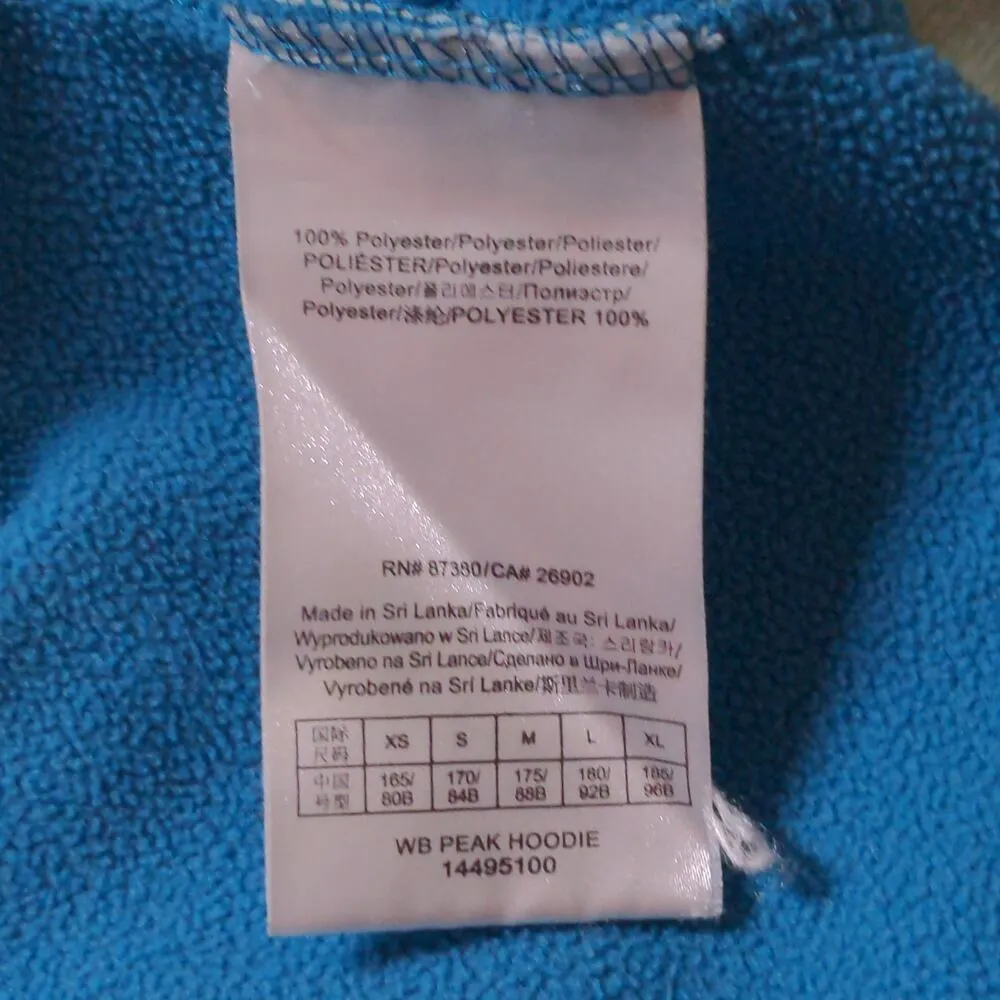 100% Polyester/Polyester/Poliester/
POLIÉSTER/Polyester/Poliestere/
Polyester/폴리에스터/Полиэстр/
Polyester/涤纶/POLYESTER 100%
RN# 87380/CA# 26902
Made in Sri Lanka/Fabriqué au Sri Lanka/
Wyprodukowano w Sri Lance/제조국: 스리랑카/
Vyrobeno na Srí Lance/Сделано в Шри-Ланке/
Vyrobené na Srí Lanke/斯里兰卡制造
国际 XS S M L XL
尺码
中国 165/ 170/ 175/ 180/ 185/
号型 80B 84B 88B 92B 96B
WB PEAK HOODIE
14495100